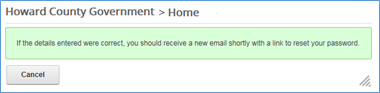 Howard County Government > Home
If the details entered were correct, you should receive a new email shortly with a link to reset your password.
Cancel